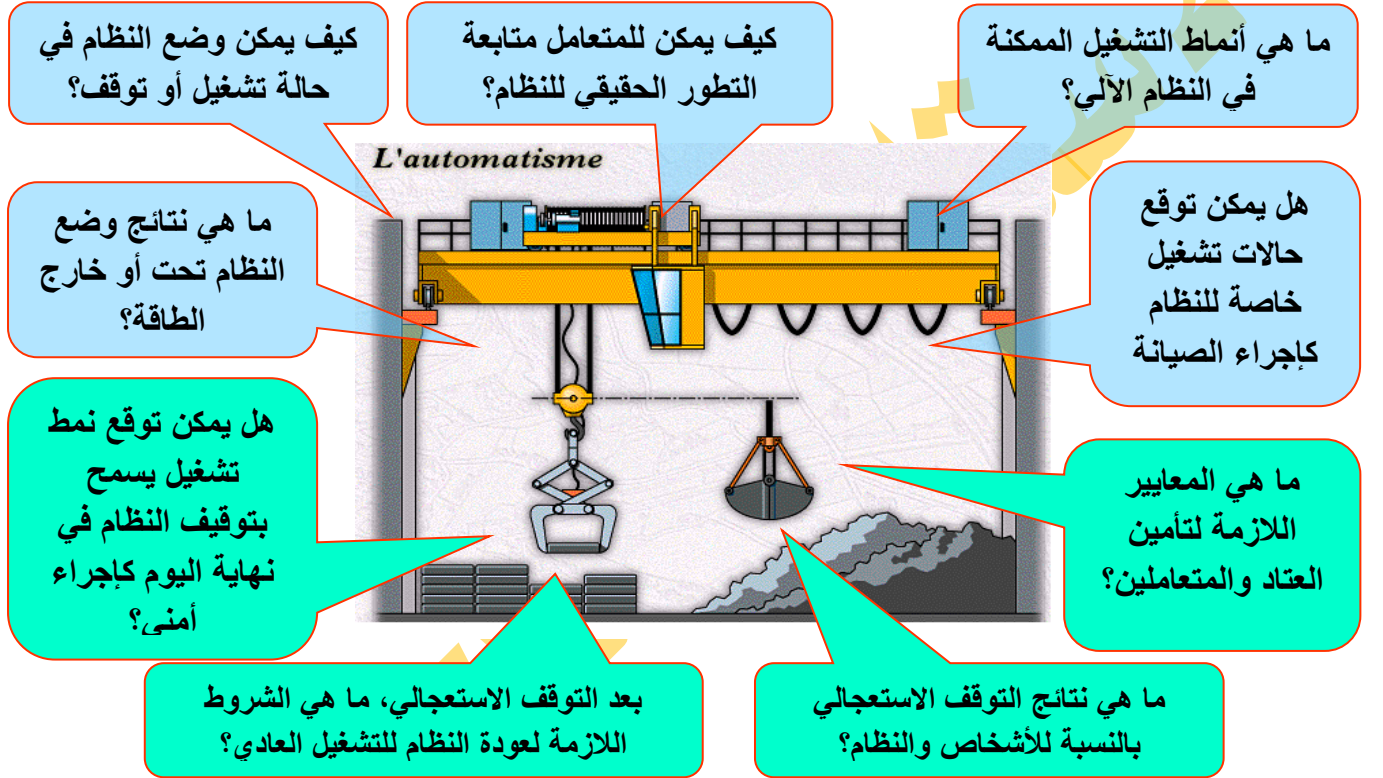 ما هي أنماط التشغيل الممكنة
في النظام الآلي؟
كيف يمكن للمتعامل متابعة
التطور الحقيقي للنظام؟
كيف يمكن وضع النظام في
حالة تشغيل أو توقف؟
L'automatisme
هل يمكن توقع
حالات تشغيل
خاصة للنظام
كإجراء الصيانة
ما هي نتائج وضع
النظام تحت أو خارج
الطاقة؟
ما هي المعايير
اللازمة لتأمين
العتاد والمتعاملين؟
هل يمكن توقع نمط
تشغيل يسمح
بتوقيف النظام في
نهاية اليوم كإجراء
أمني؟
ما هي نتائج التوقف الاستعجالي
بالنسبة للأشخاص والنظام؟
بعد التوقف الاستعجالي، ما هي الشروط
اللازمة لعودة النظام للتشغيل العادي؟